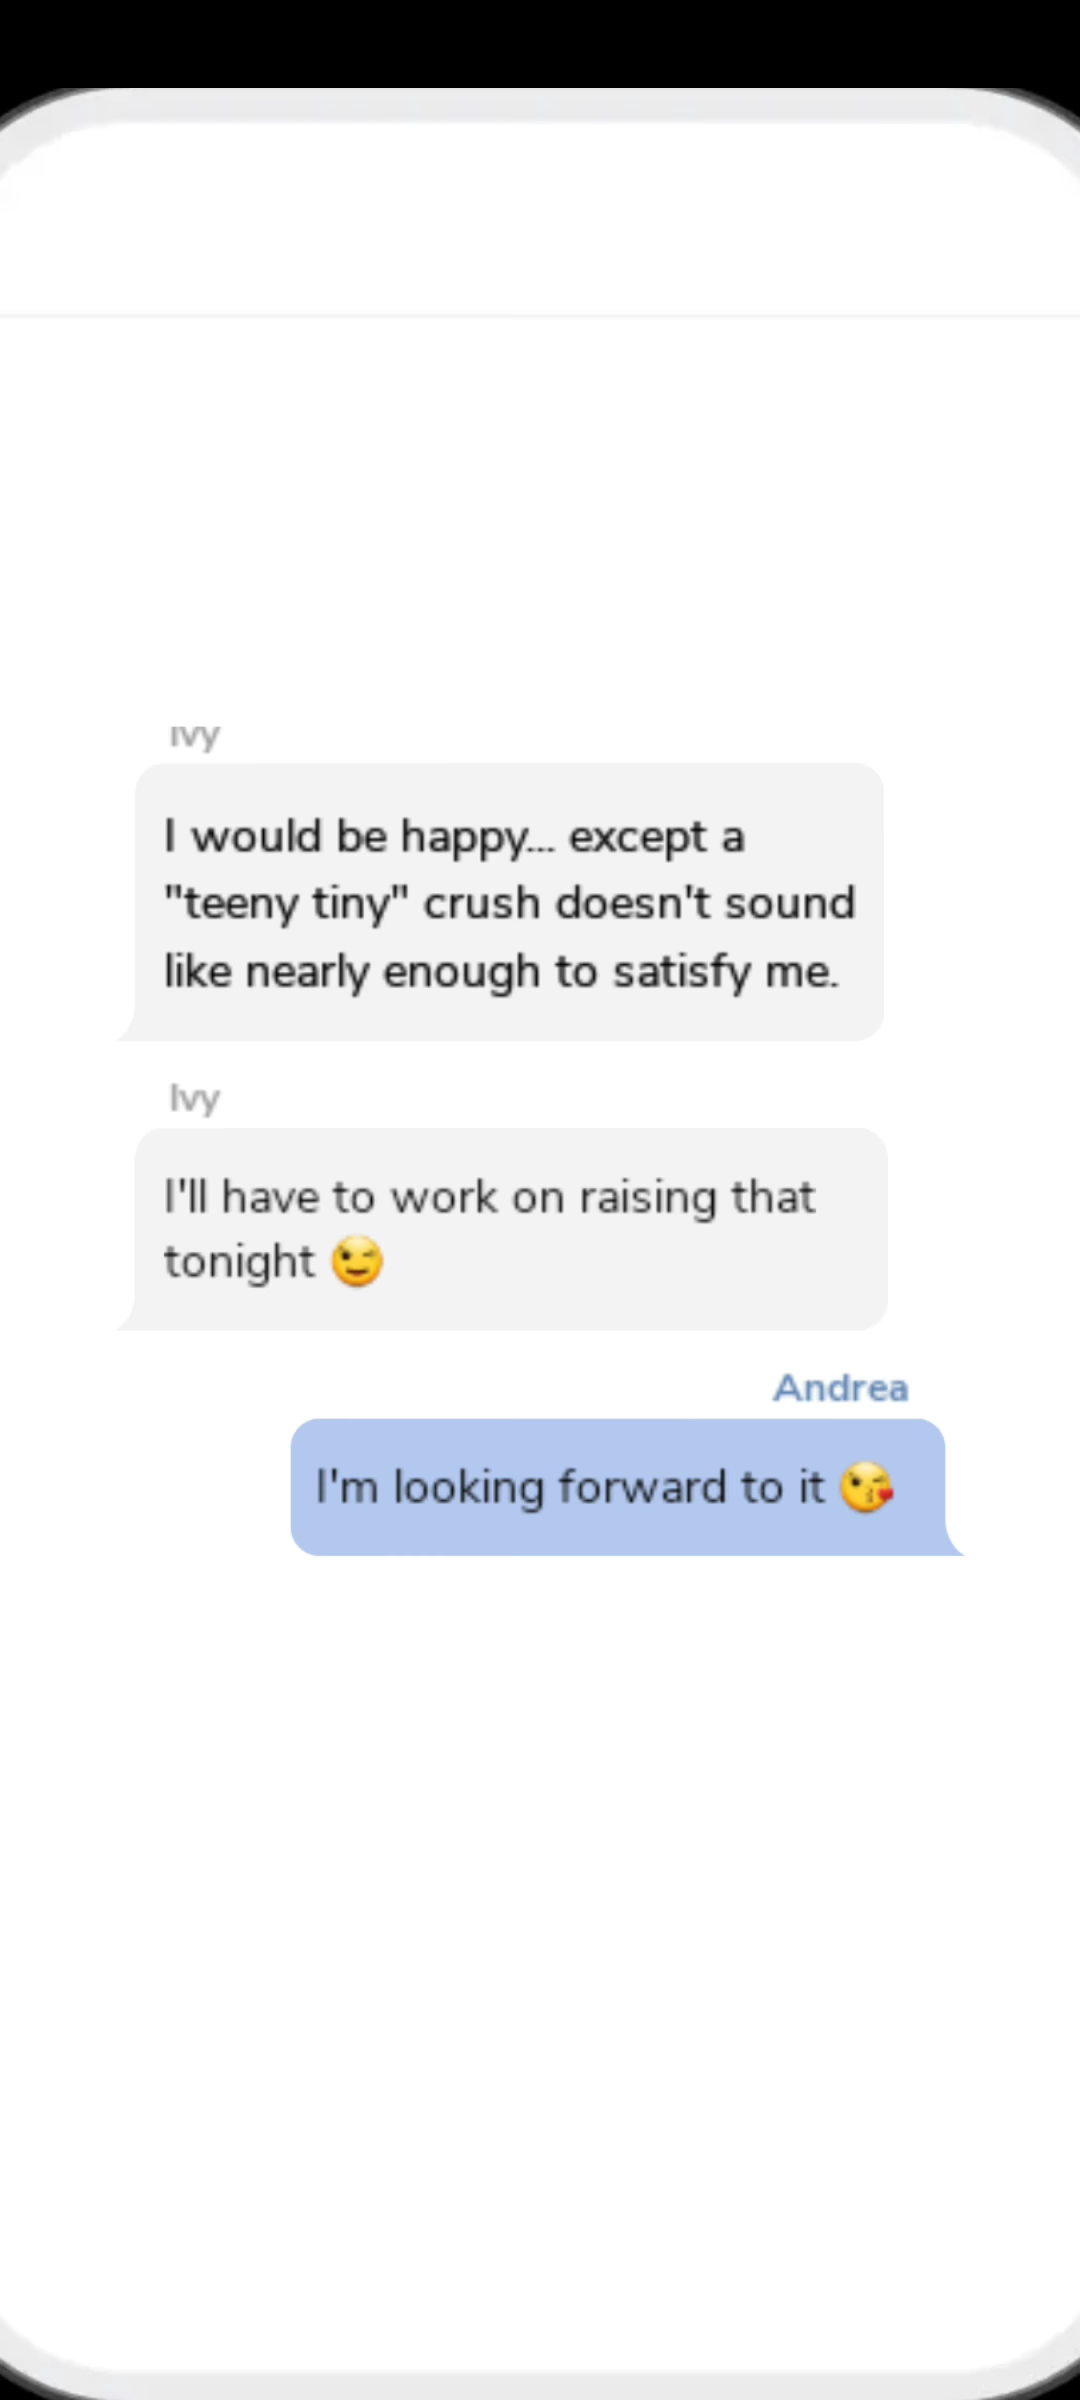 Ivy
I would be happy... except a
"teeny tiny" crush doesn't sound
like nearly enough to satisfy me.
Ivy
I'll have to work on raising that
tonight 😉
Andrea
I'm looking forward to it 😘